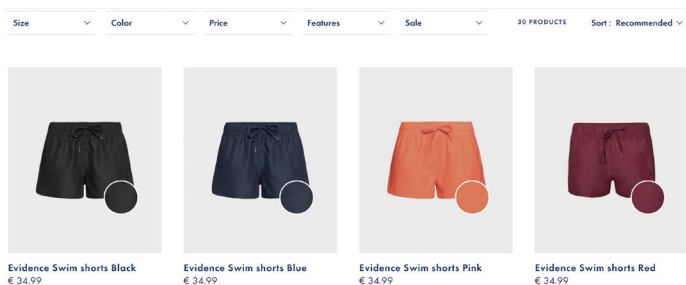 Size Color Price Features Sale 30 PRODUCTS Sort : Recommended
Evidence Swim shorts Black
€ 34.99
Evidence Swim shorts Blue
€ 34.99
Evidence Swim shorts Pink
€ 34.99
Evidence Swim shorts Red
€ 34.99